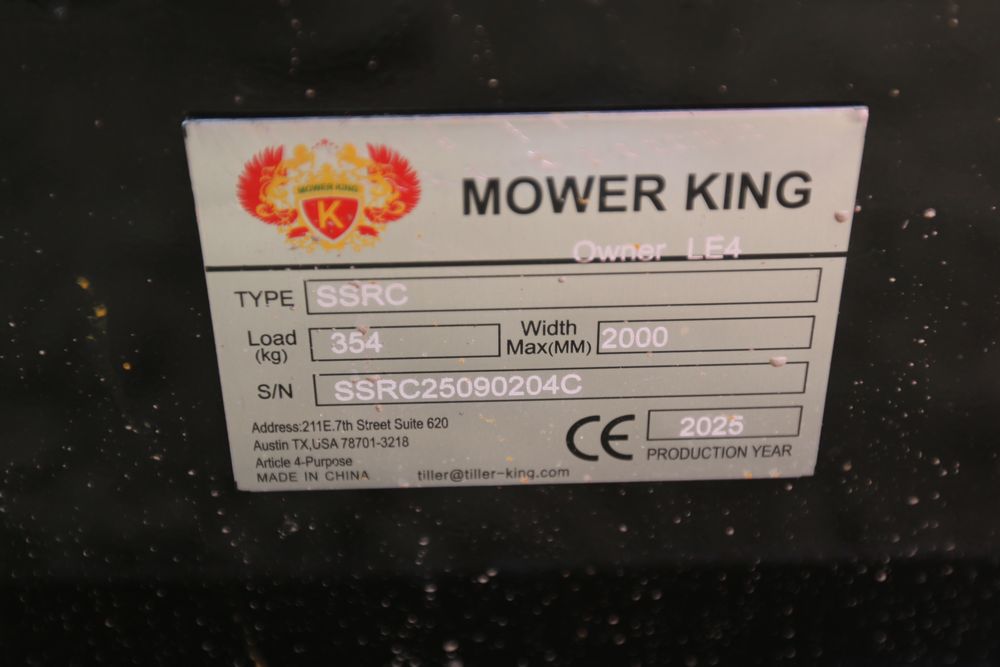 MOWER KING
K
MOWER KING
Owner LE4
TYPE SSRC
Load (kg) 354 Width Max(MM) 2000
S/N SSRC25090204C
Address:211E.7th Street Suite 620
Austin TX,USA 78701-3218
Article 4-Purpose
MADE IN CHINA
tiller@tiller-king.com
CE
2025
PRODUCTION YEAR